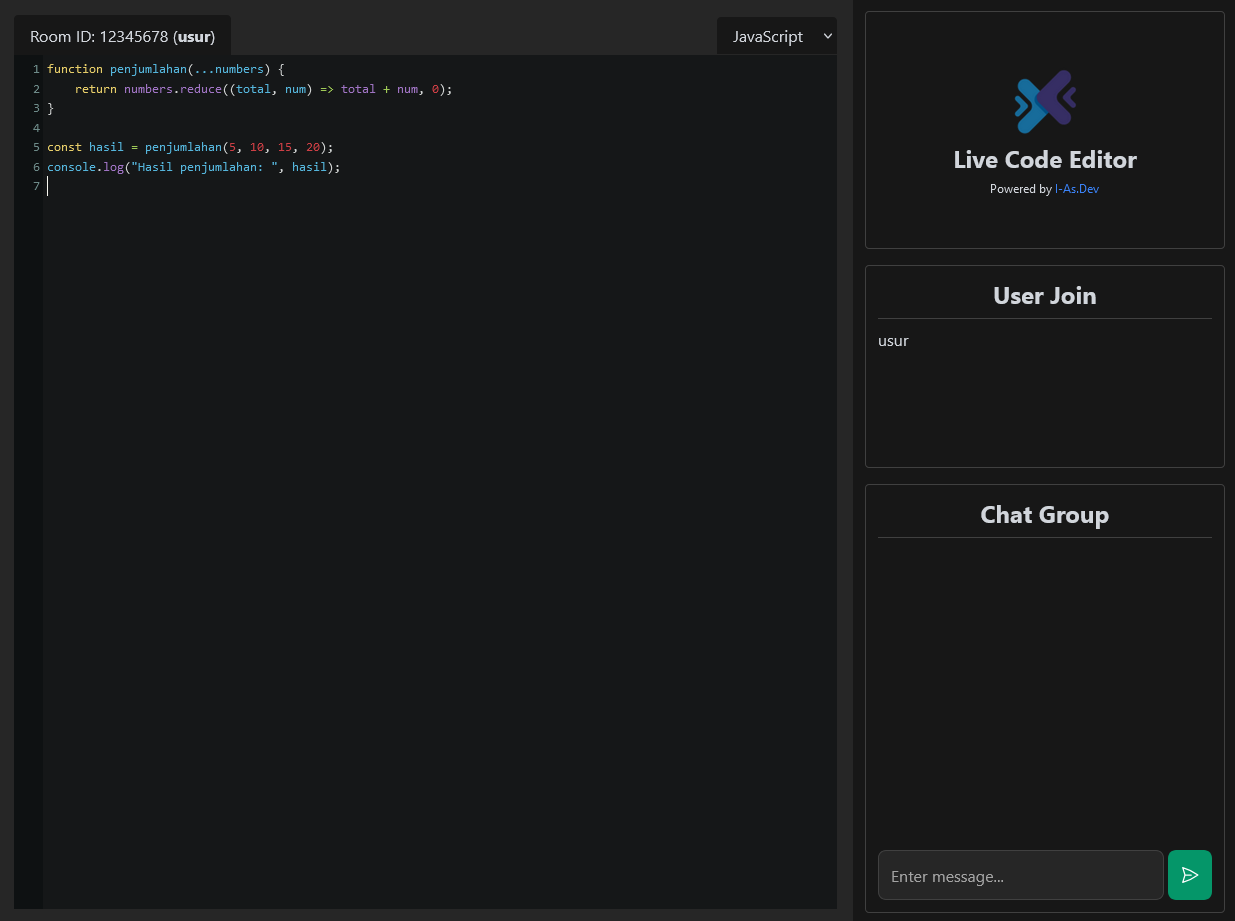 Room ID: 12345678 (usur)
JavaScript
1 function penjumlahan(...numbers) {
2     return numbers.reduce((total, num) => total + num, 0);
3 }
4
5 const hasil = penjumlahan(5, 10, 15, 20);
6 console.log("Hasil penjumlahan: ", hasil);
7
Live Code Editor
Powered by I-As.Dev
User Join
usur
Chat Group
Enter message...